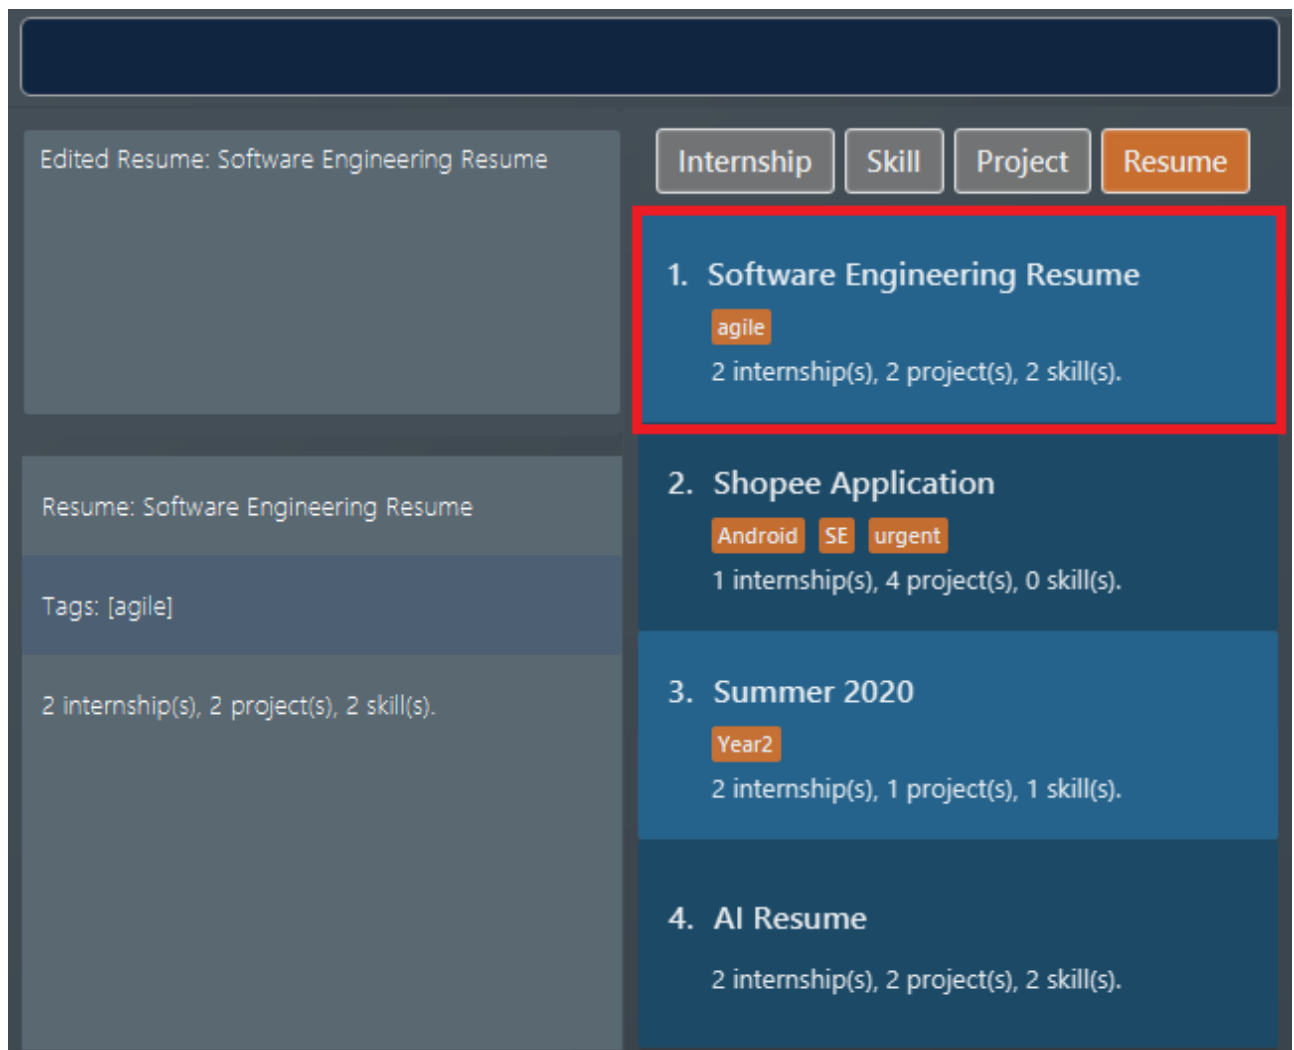 Edited Resume: Software Engineering Resume
Resume: Software Engineering Resume
Tags: [agile]
2 internship(s), 2 project(s), 2 skill(s).
Internship Skill Project Resume
1. Software Engineering Resume
agile
2 internship(s), 2 project(s), 2 skill(s).
2. Shopee Application
Android SE urgent
1 internship(s), 4 project(s), 0 skill(s).
3. Summer 2020
Year2
2 internship(s), 1 project(s), 1 skill(s).
4. AI Resume
2 internship(s), 2 project(s), 2 skill(s).